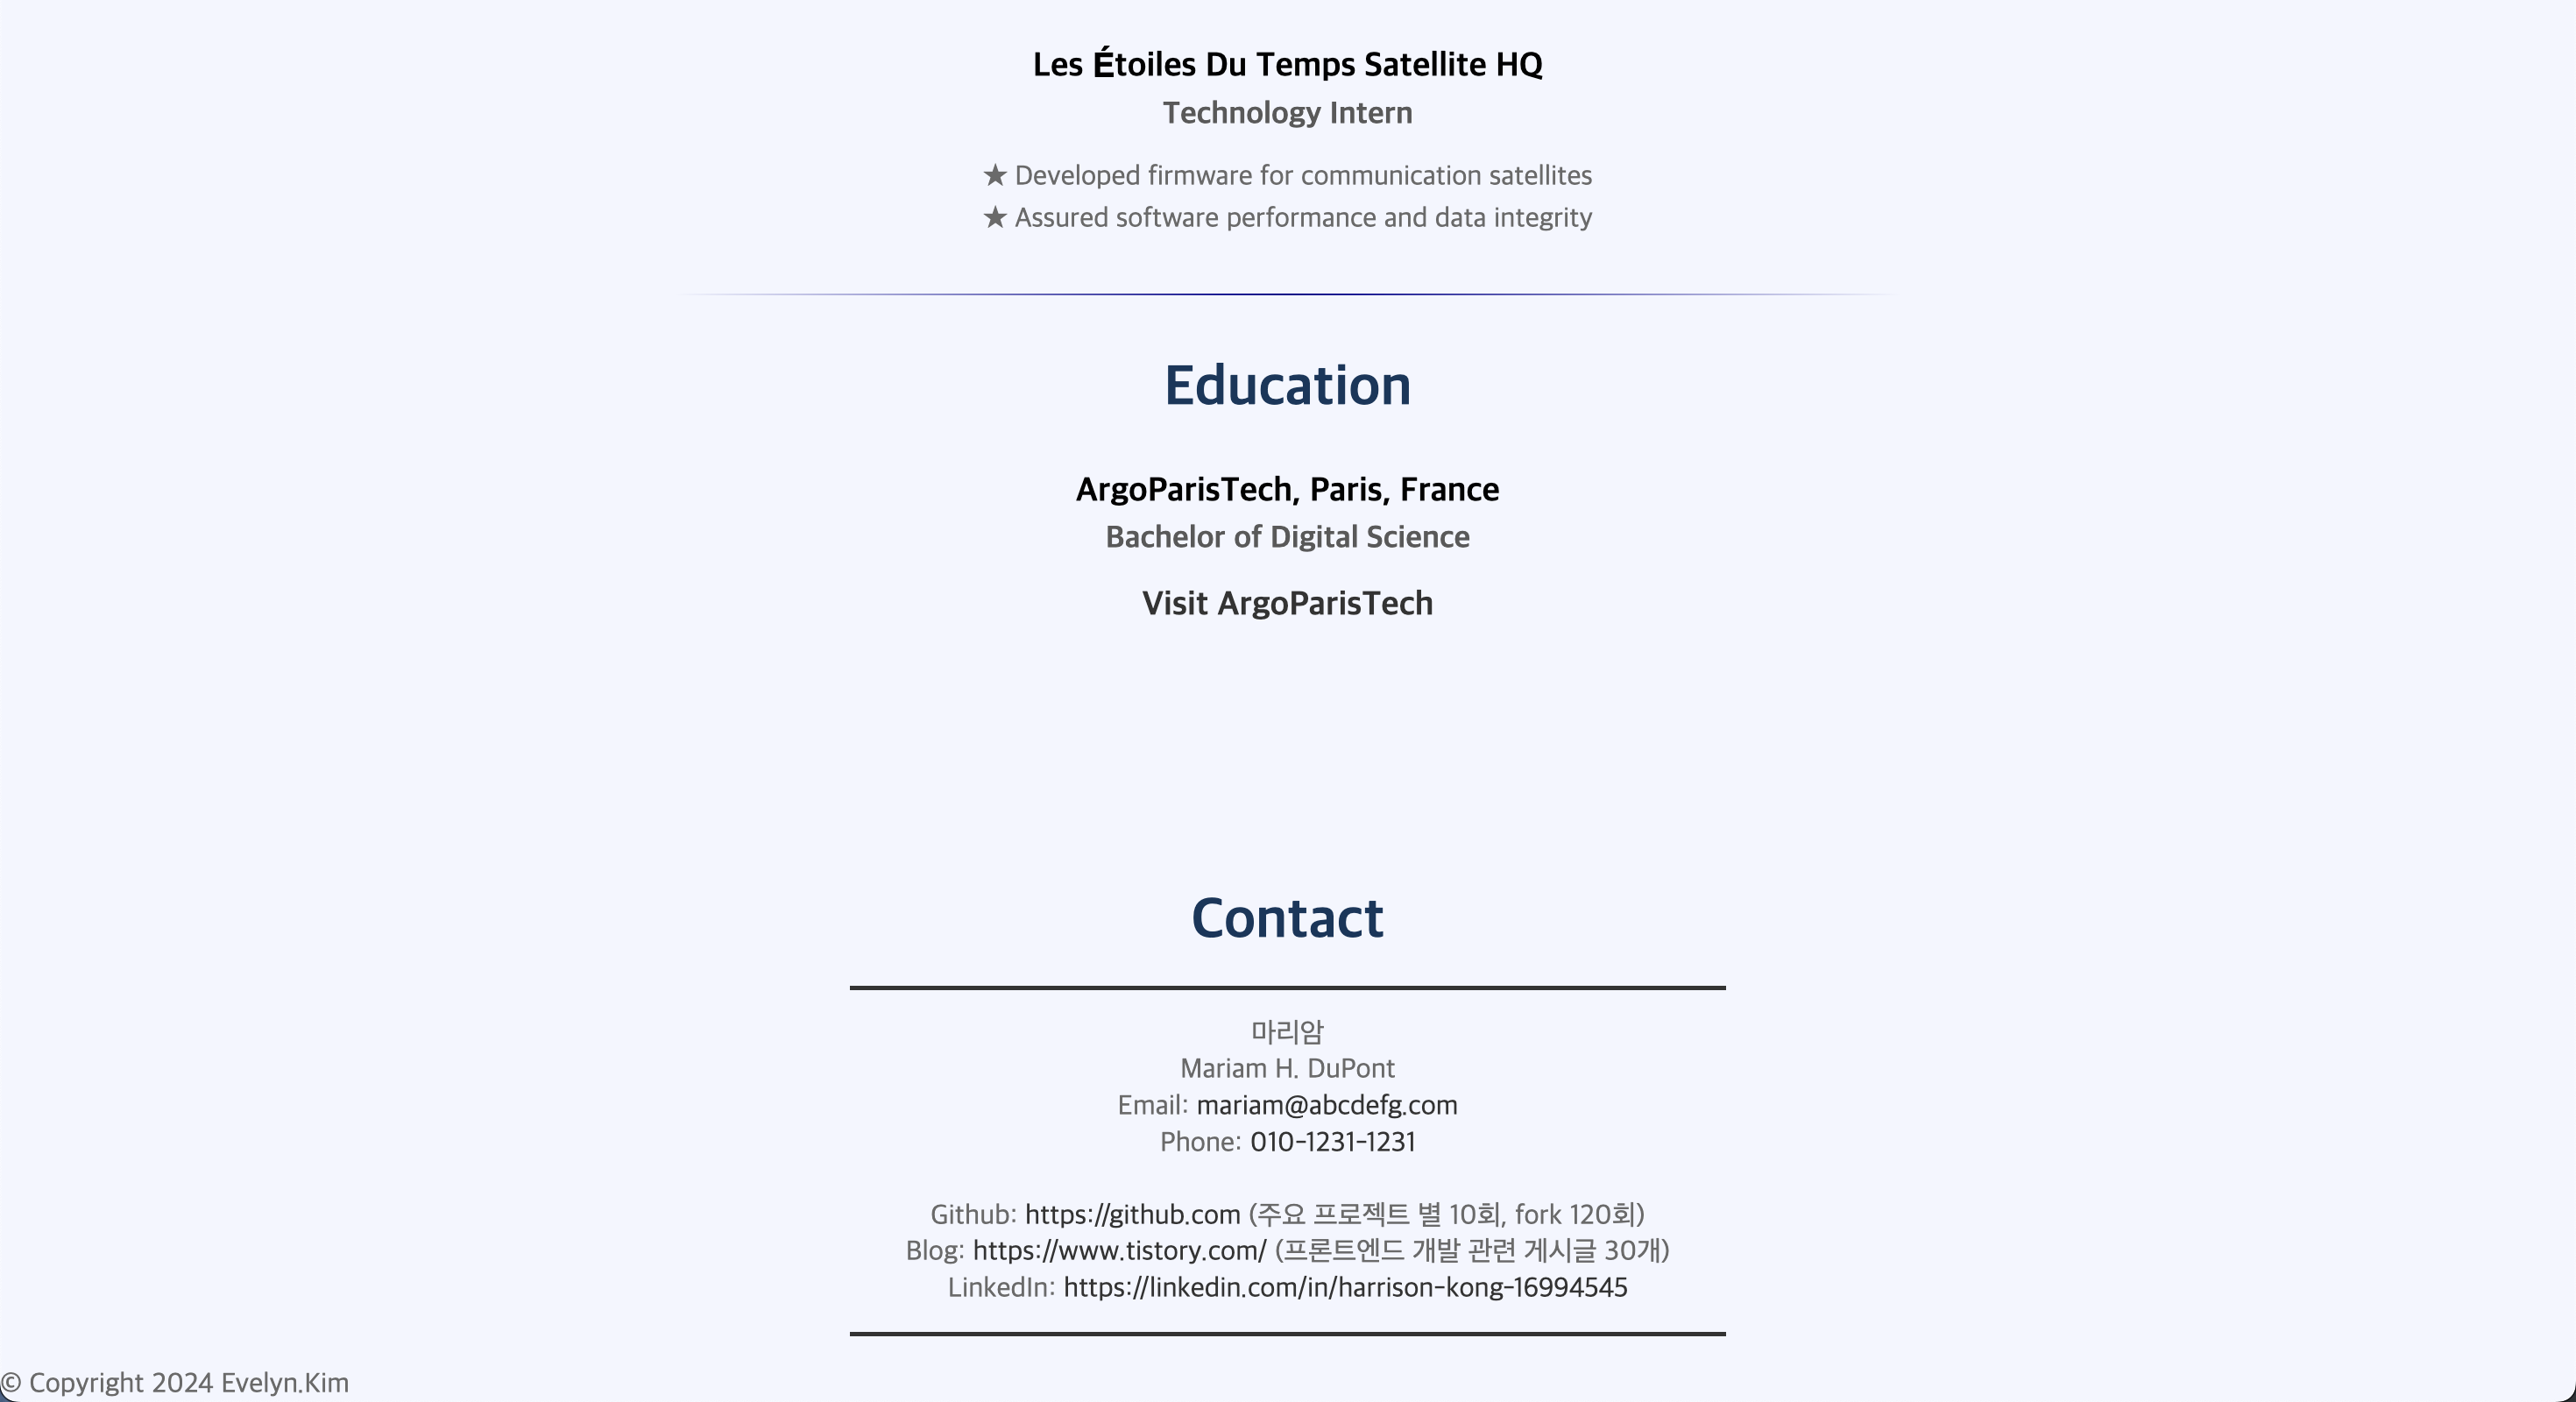 Les Étoiles Du Temps Satellite HQ
Technology Intern
★ Developed firmware for communication satellites
★ Assured software performance and data integrity
Education
ArgoParisTech, Paris, France
Bachelor of Digital Science
Visit ArgoParisTech
Contact
마리암
Mariam H. DuPont
Email: mariam@abcdefg.com
Phone: 010-1231-1231
Github: https://github.com (주요 프로젝트 별 10회, fork 120회)
Blog: https://www.tistory.com/ (프론트엔드 개발 관련 게시글 30개)
LinkedIn: https://linkedin.com/in/harrison-kong-16994545
© Copyright 2024 Evelyn.Kim